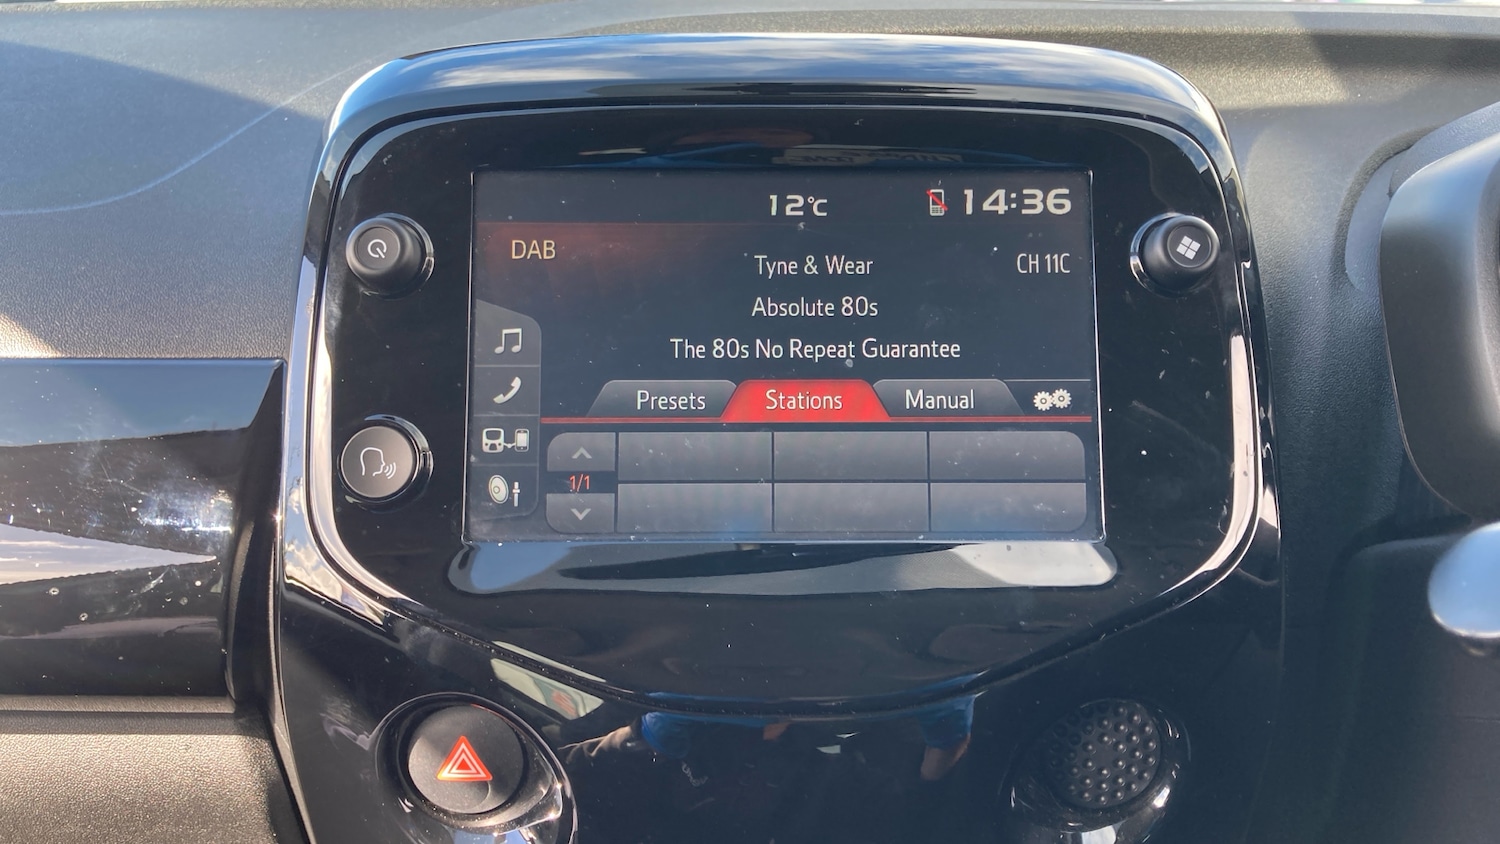 12°C 14:36
DAB
Tyne & Wear
CH 11C
Absolute 80s
The 80s No Repeat Guarantee
Presets Stations Manual
1/1